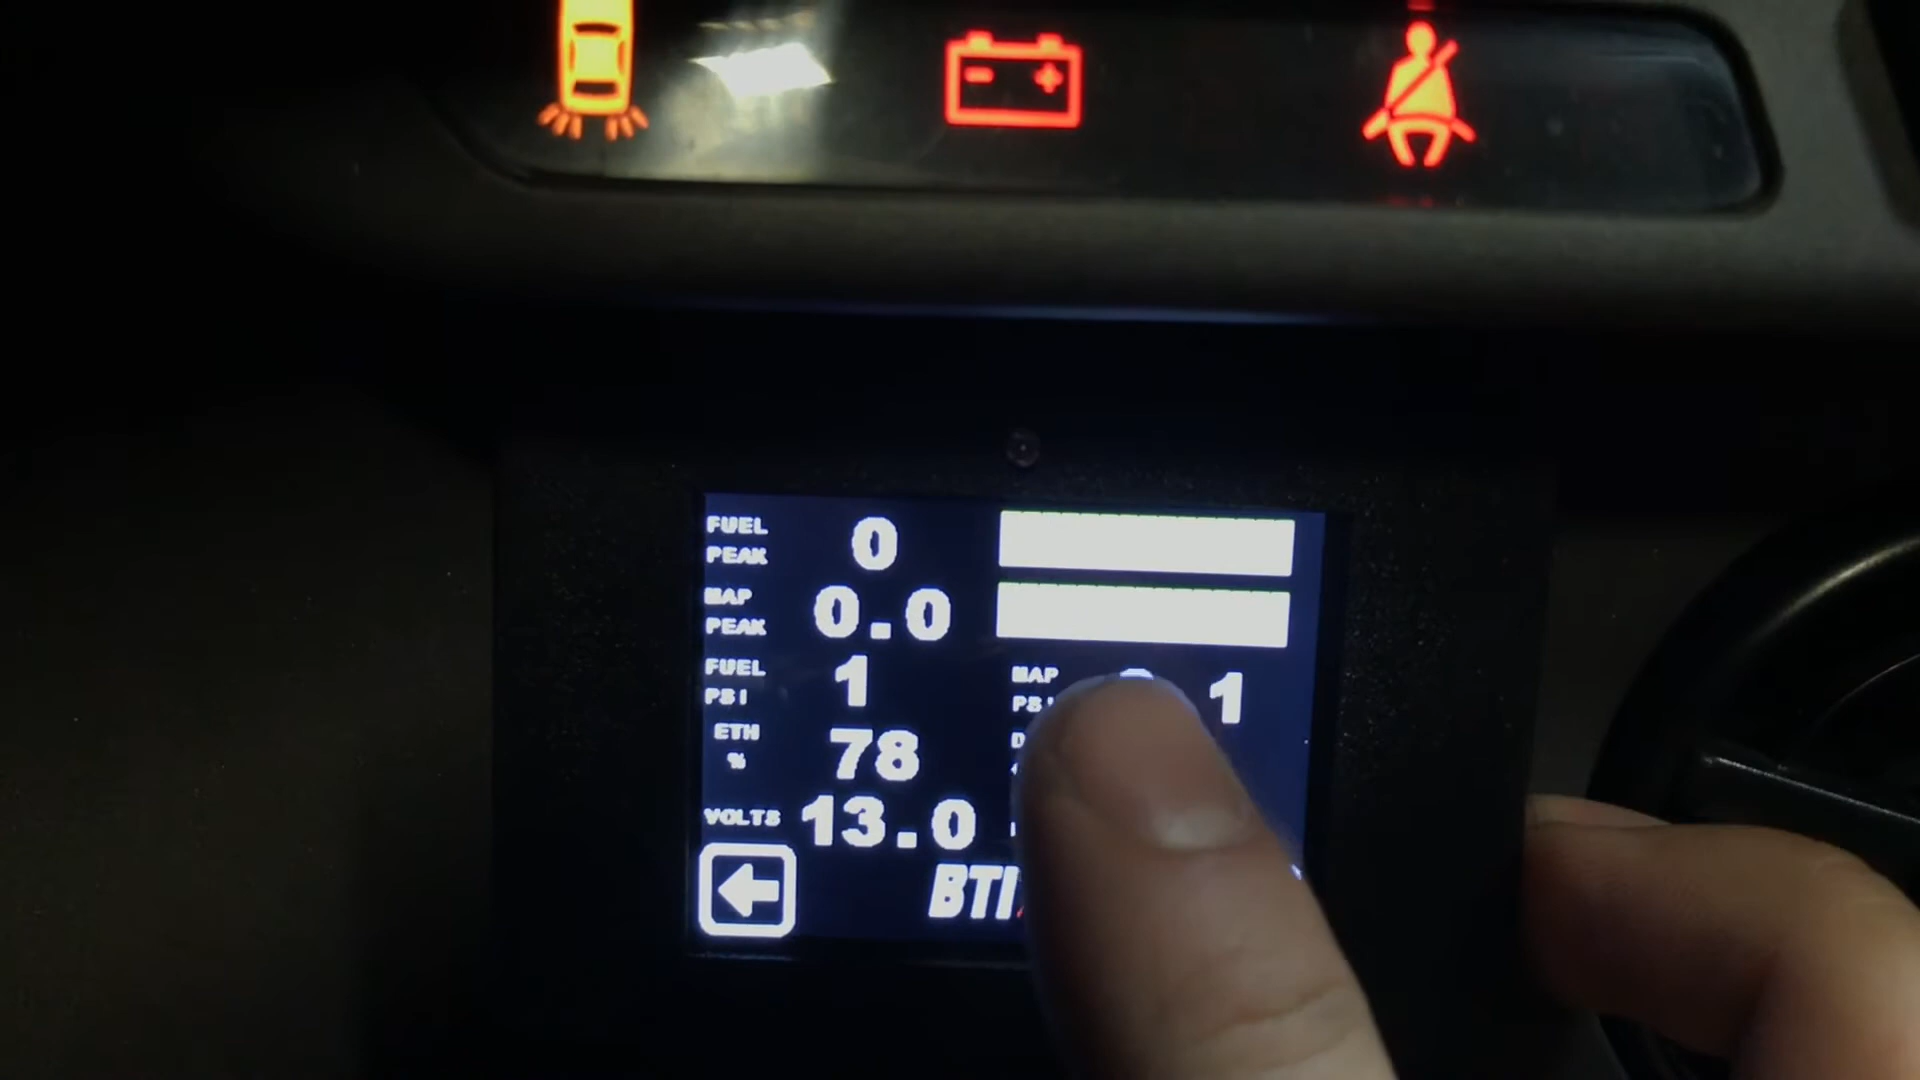 FUEL PEAK 0
MAP PEAK 0.0
FUEL PSI 1
MAP 1
ETH % 78
VOLTS 13.0
BTI